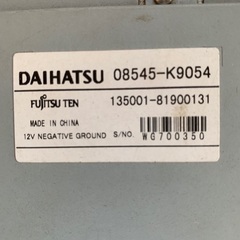 DAIHATSU 08545-K9054
FUJITSU TEN 135001-81900131
MADE IN CHINA
12V NEGATIVE GROUND S/NO. WG700350